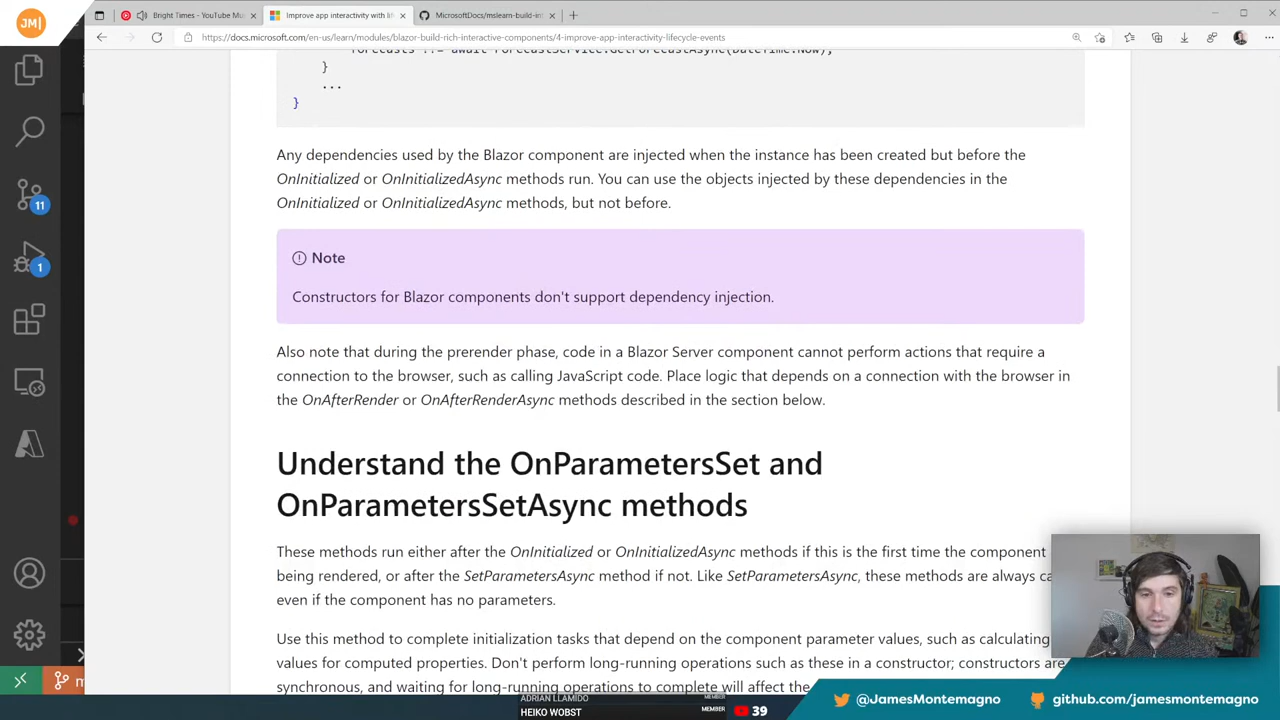 JM|
Bright Times - YouTube Mu
Improve app interactivity with li
MicrosoftDocs/mslearn-build-in
https://docs.microsoft.com/en-us/learn/modules/blazor-build-rich-interactive-components/4-improve-app-interactivity-lifecycle-events
forecasts ??= await ForecastService.GetForecastAsync(DateTime.Now);
}
...
}
Any dependencies used by the Blazor component are injected when the instance has been created but before the
OnInitialized or OnInitializedAsync methods run. You can use the objects injected by these dependencies in the
OnInitialized or OnInitializedAsync methods, but not before.
Note
Constructors for Blazor components don't support dependency injection.
Also note that during the prerender phase, code in a Blazor Server component cannot perform actions that require a
connection to the browser, such as calling JavaScript code. Place logic that depends on a connection with the browser in
the OnAfterRender or OnAfterRenderAsync methods described in the section below.
Understand the OnParametersSet and
OnParametersSetAsync methods
These methods run either after the OnInitialized or OnInitializedAsync methods if this is the first time the component
being rendered, or after the SetParametersAsync method if not. Like SetParametersAsync, these methods are always ca
even if the component has no parameters.
Use this method to complete initialization tasks that depend on the component parameter values, such as calculating
values for computed properties. Don't perform long-running operations such as these in a constructor; constructors are
synchronous, and waiting for long-running operations to complete will affect the
11
1
m
ADRIAN LLAMIDO MEMBER
HEIKO WOBST MEMBER
39
@JamesMontemagno
github.com/jamesmontemagno